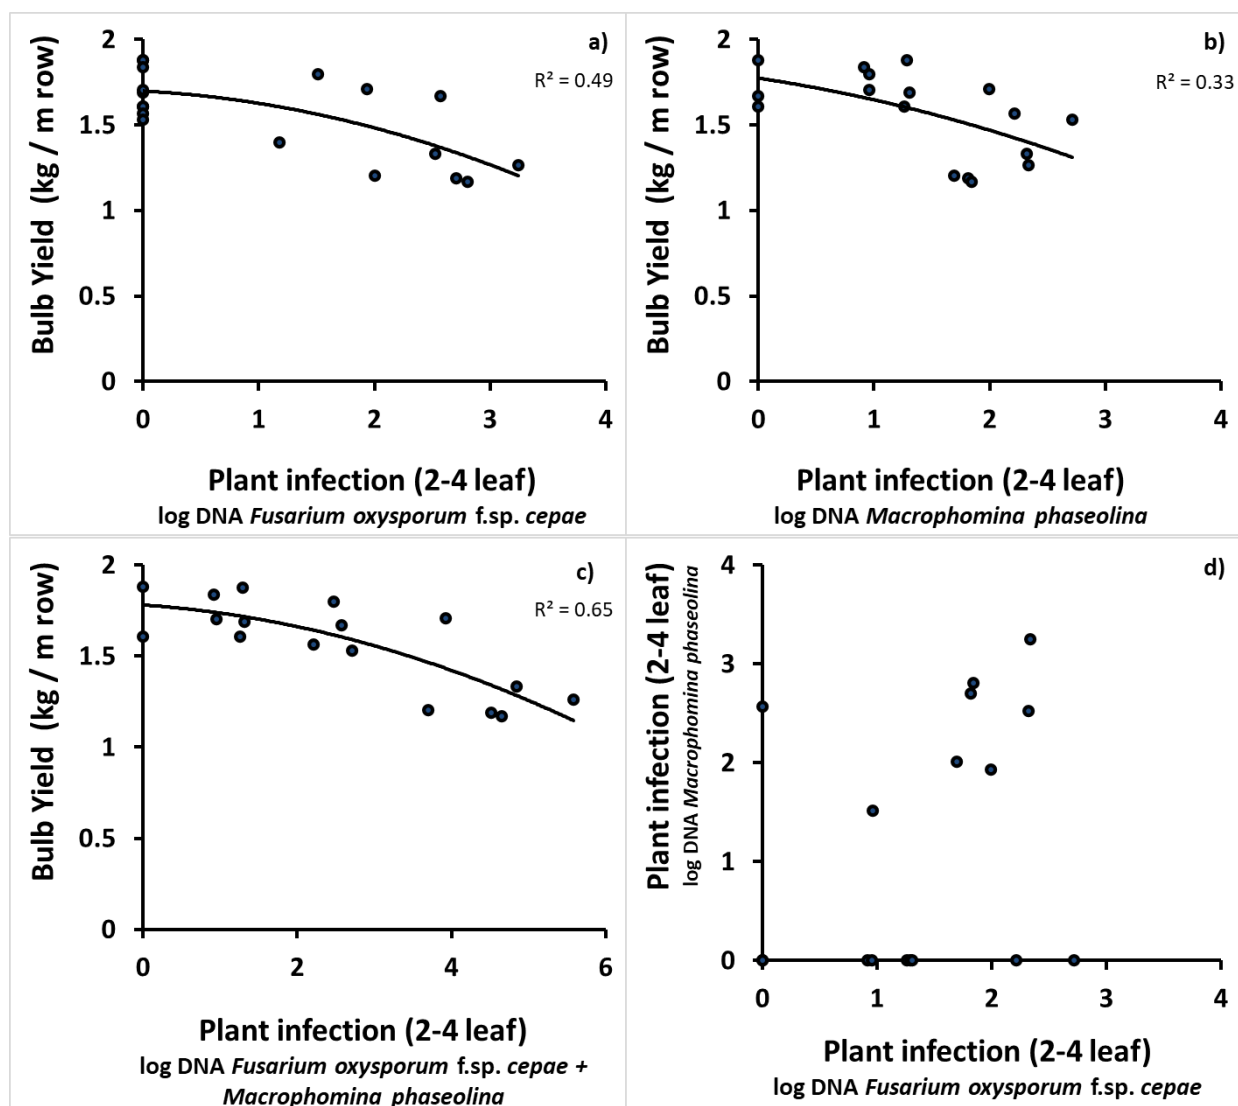 a)
R² = 0.49
Bulb Yield (kg / m row)
2
1.5
1
0.5
0
0 1 2 3 4
Plant infection (2-4 leaf)
log DNA Fusarium oxysporum f.sp. cepae
b)
R² = 0.33
Bulb Yield (kg / m row)
2
1.5
1
0.5
0
0 1 2 3 4
Plant infection (2-4 leaf)
log DNA Macrophomina phaseolina
c)
R² = 0.65
Bulb Yield (kg / m row)
2
1.5
1
0.5
0
0 2 4 6
Plant infection (2-4 leaf)
log DNA Fusarium oxysporum f.sp. cepae +
Macrophomina phaseolina
d)
Plant infection (2-4 leaf)
log DNA Macrophomina phaseolina
4
3
2
1
0
0 1 2 3 4
Plant infection (2-4 leaf)
log DNA Fusarium oxysporum f.sp. cepae